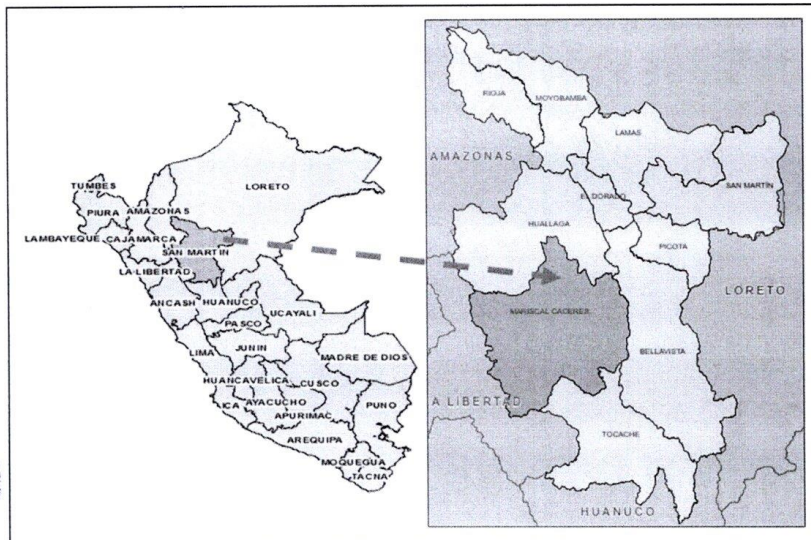 LORETO
TUMBES
PIURA
AMAZONAS
LAMBAYEQUE
CAJAMARCA
SAN MARTIN
LA LIBERTAD
ANCASH
HUANUCO
UCAYALI
PASCO
LIMA
JUNIN
MADRE DE DIOS
HUANCAVELICA
CUSCO
ICA
AYACUCHO
APURIMAC
PUNO
AREQUIPA
MOQUEGUA
TACNA
RIOJA
MOYOBAMBA
LAMAS
AMAZONAS
SAN MARTÍN
EL DORADO
HUALLAGA
PICOTA
LORETO
MARISCAL CÁCERES
BELLAVISTA
A LIBERTAD
TOCACHE
HUANUCO